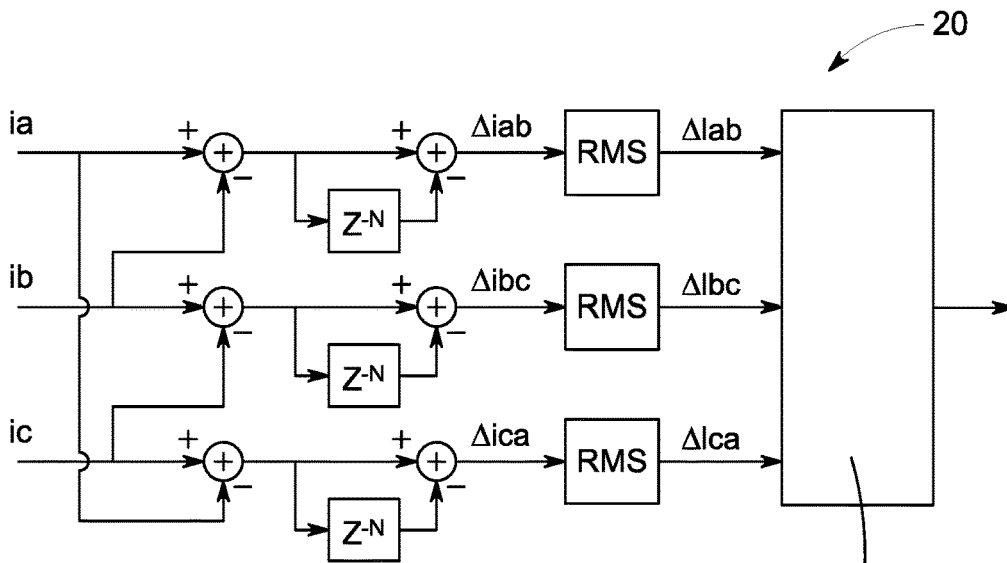 20
ia + + Δiab RMS ΔIab
+ − + −
Z-N
ib + + Δibc RMS ΔIbc
+ − + −
Z-N
ic + + Δica RMS ΔIca
+ − + −
Z-N